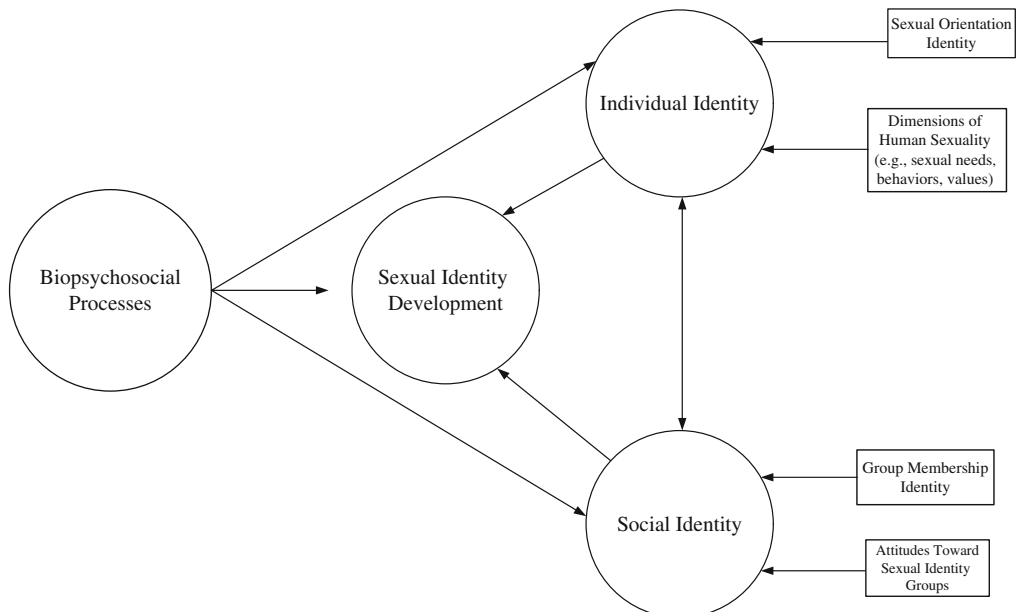 Sexual Orientation
Identity
Individual Identity
Dimensions of
Human Sexuality
(e.g., sexual needs,
behaviors, values)
Biopsychosocial
Processes
Sexual Identity
Development
Group Membership
Identity
Social Identity
Attitudes Toward
Sexual Identity
Groups